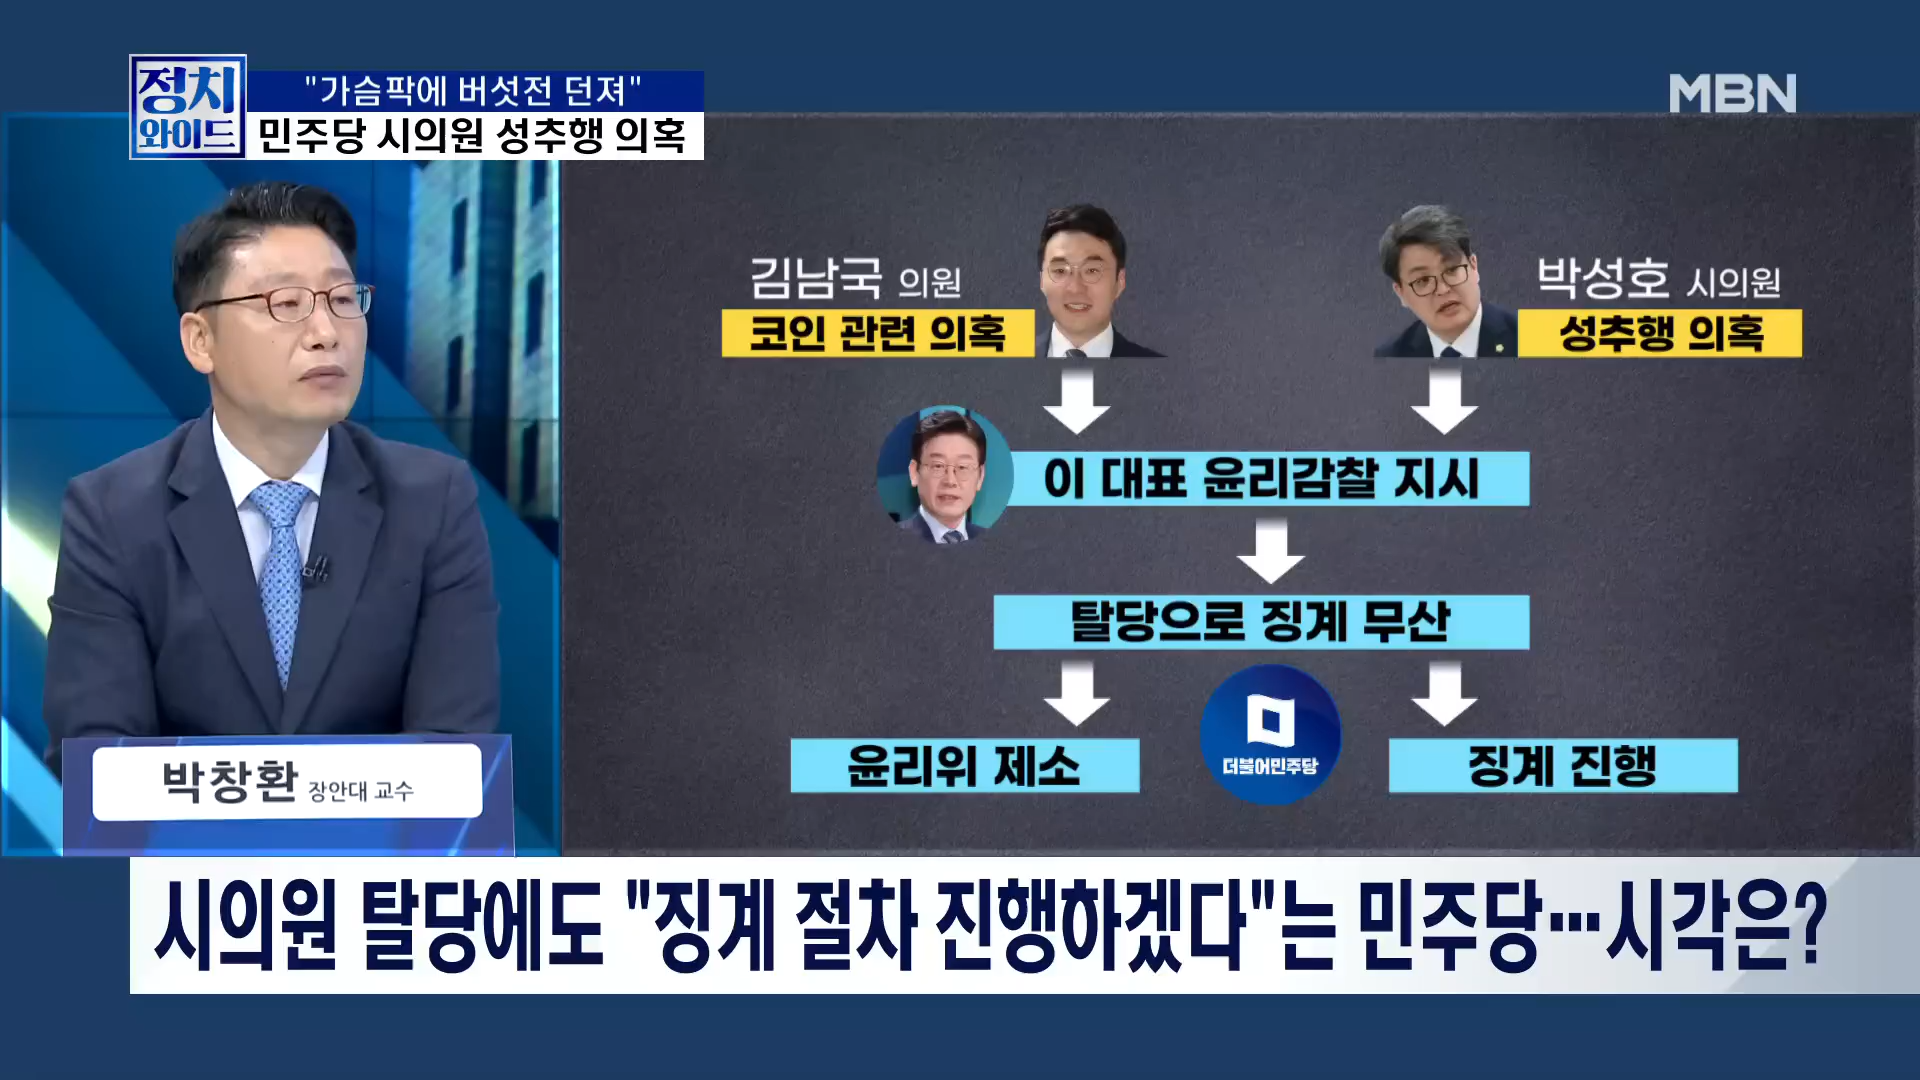 정치
와이드
"가슴팍에 버섯전 던져"
민주당 시의원 성추행 의혹
MBN
김남국 의원
코인 관련 의혹
박성호 시의원
성추행 의혹
이 대표 윤리감찰 지시
탈당으로 징계 무산
윤리위 제소
더불어민주당
징계 진행
박창환 장안대 교수
시의원 탈당에도 "징계 절차 진행하겠다"는 민주당…시각은?